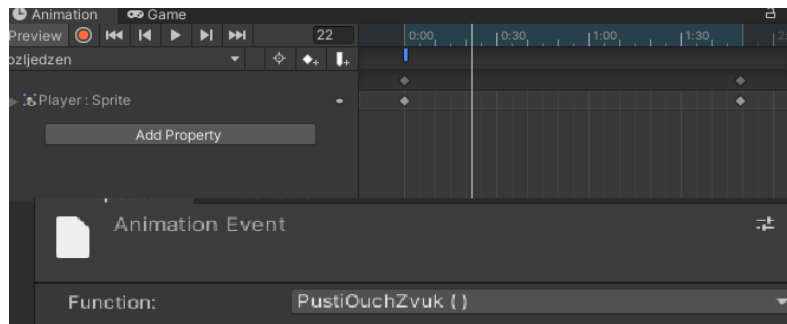 Animation Game
Preview 22 0:00 0:30 1:00 1:30 2:
ozljedzen
Player : Sprite
Add Property
Animation Event
Function: PustiOuchZvuk ( )